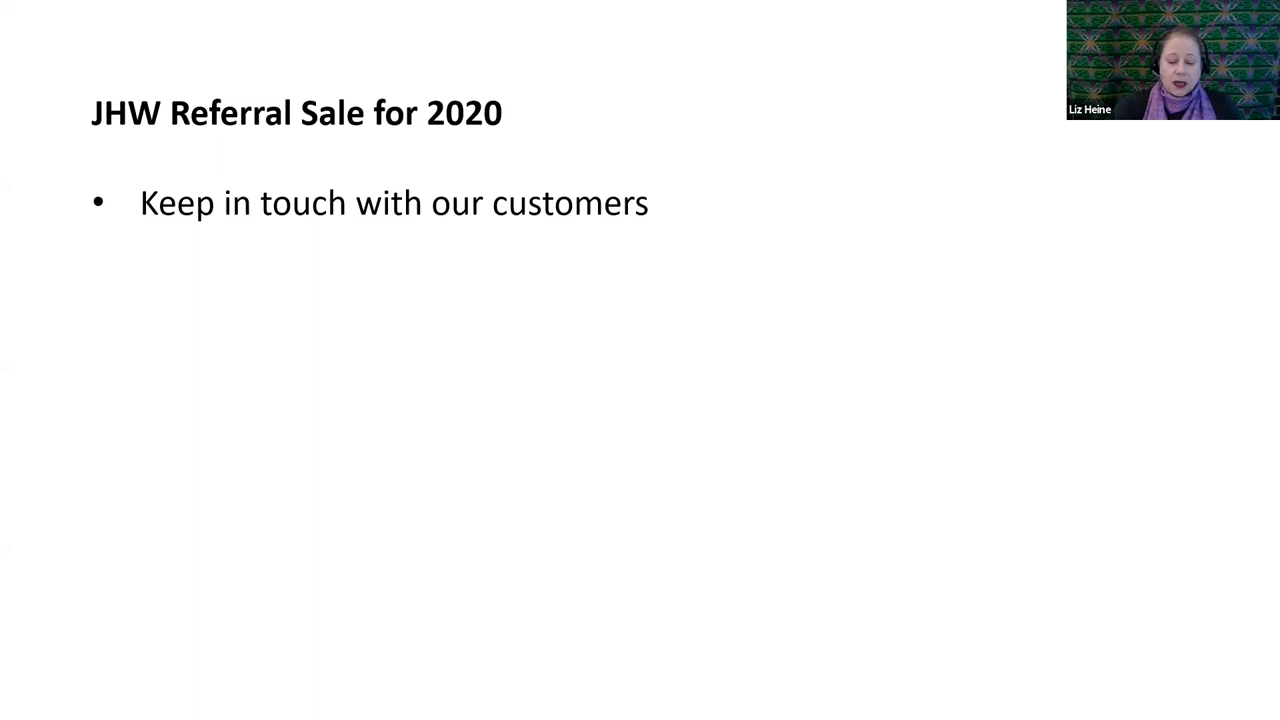 JHW Referral Sale for 2020
• Keep in touch with our customers
Liz Heine